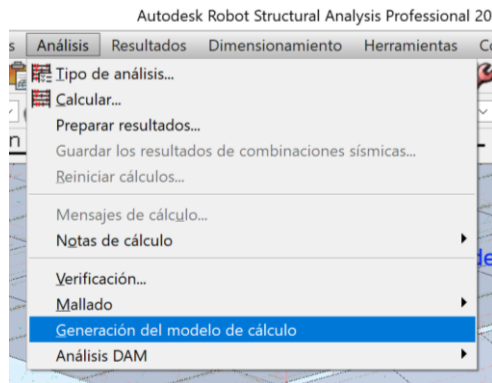 Autodesk Robot Structural Analysis Professional 20
s Análisis Resultados Dimensionamiento Herramientas
Tipo de análisis...
Calcular...
Preparar resultados...
Guardar los resultados de combinaciones sísmicas...
Reiniciar cálculos...
Mensajes de cálculo...
Notas de cálculo
Verificación...
Mallado
Generación del modelo de cálculo
Análisis DAM